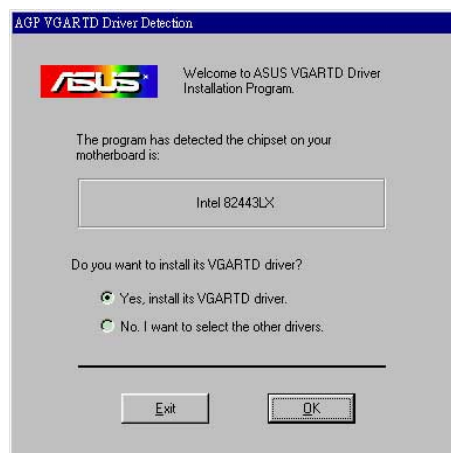 AGP VGARTD Driver Detection
ASUS
Welcome to ASUS VGARTD Driver
Installation Program.
The program has detected the chipset on your
motherboard is:
Intel 82443LX
Do you want to install its VGARTD driver?
Yes, install its VGARTD driver.
No. I want to select the other drivers.
Exit
OK